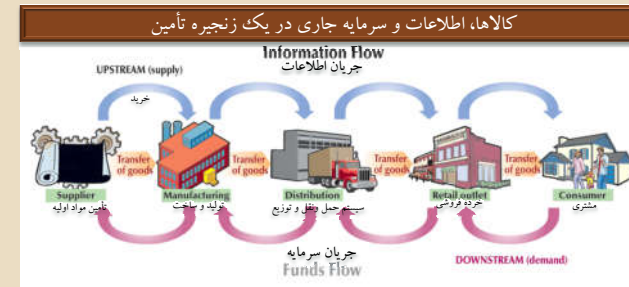 کالاها، اطلاعات و سرمایه جاری در یک زنجیره تأمین
Information Flow
جریان اطلاعات
UPSTREAM (supply)
خرید
Transfer of goods
Transfer of goods
Transfer of goods
Transfer of goods
Supplier
تأمین مواد اولیه
Manufacturing
تولید و ساخت
Distribution
سیستم حمل ونقل و توزیع
Retail outlet
خرده فروشی
Consumer
مشتری
جریان سرمایه
Funds Flow
DOWNSTREAM (demand)